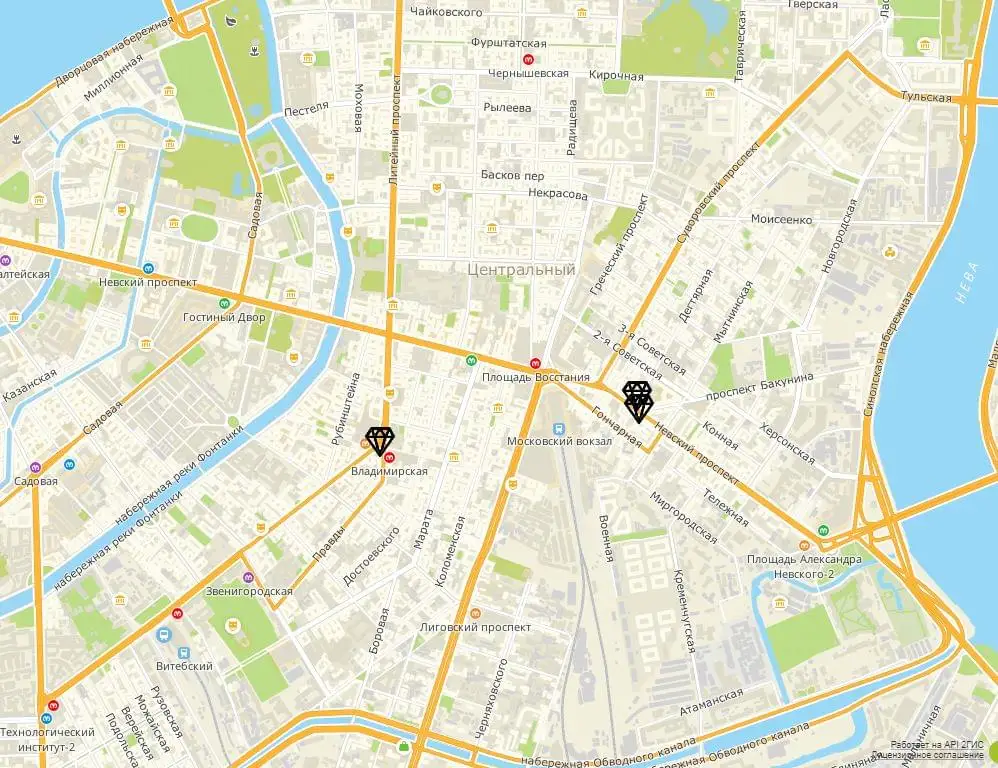 Чайковского
Тверская
Дворцовая набережная
Фурштатская
Таврическая
Миллионная
Чернышевская
Кирочная
Тульская
Моховая
Пестеля
Рылеева
Радищева
Литейный проспект
Басков пер
Некрасова
Суворовский проспект
Садовая
Греческий проспект
Моисеенко
Новгородская
Центральный
НЕВА
алтейская
Невский проспект
Дегтярная
Мытнинская
Гостиный Двор
3-я Советская
2-я Советская
Синопская набережная
Казанская
Площадь Восстания
проспект Бакунина
Садовая
Рубинштейна
Гончарная
Невский проспект
Конная
Херсонская
Московский вокзал
Владимирская
набережная реки Фонтанки
Садовая
набережная реки Фонтанки
Марата
Коломенская
Миргородская
Тележная
Правды
Достоевского
Военная
Площадь Александра
Невского-2
Звенигородская
Кременчугская
Боровая
Лиговский проспект
Витебский
Черняховского
Атаманская
Рузовская
Можайская
Верейская
Подольска
Технологический
институт-2
набережная Обводного канала
набережная Обводного канала
Работает на API 2ГИС
Лицензионное соглашение